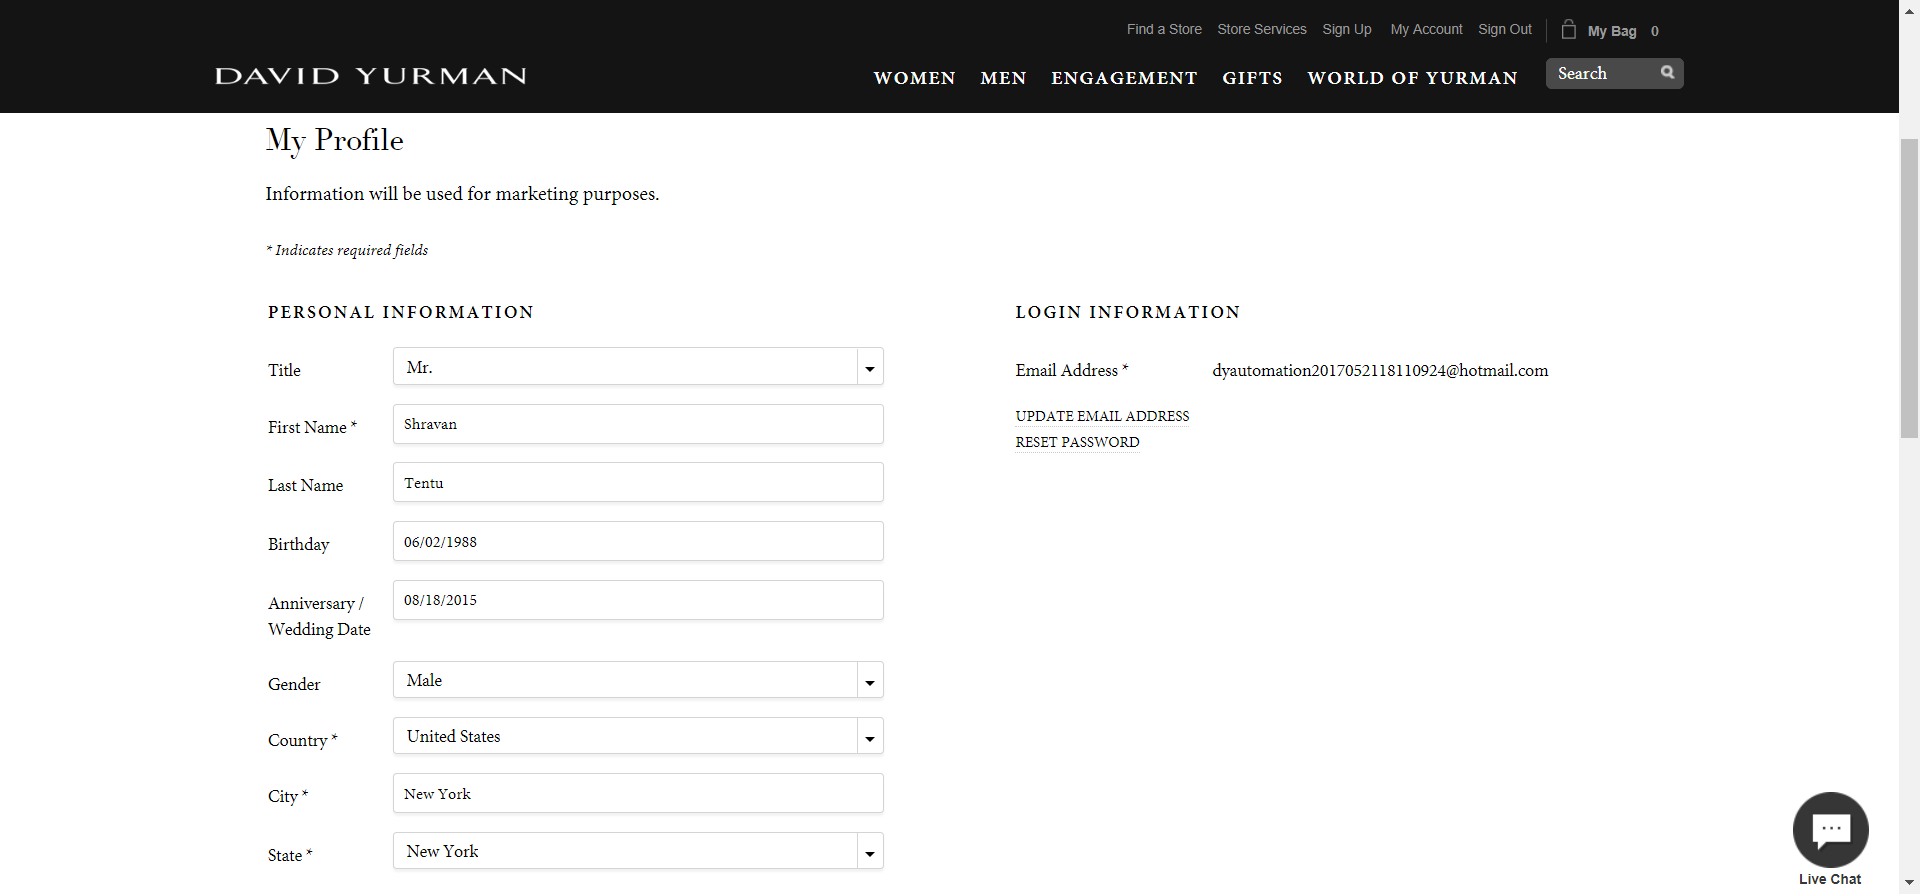 Find a Store Store Services Sign Up My Account Sign Out My Bag 0
DAVID YURMAN WOMEN MEN ENGAGEMENT GIFTS WORLD OF YURMAN Search
My Profile
Information will be used for marketing purposes.
* Indicates required fields
PERSONAL INFORMATION
Title Mr.
First Name * Shravan
Last Name Tentu
Birthday 06/02/1988
Anniversary / 08/18/2015
Wedding Date
Gender Male
Country * United States
City * New York
State * New York
LOGIN INFORMATION
Email Address * dyautomation2017052118110924@hotmail.com
UPDATE EMAIL ADDRESS
RESET PASSWORD
Live Chat